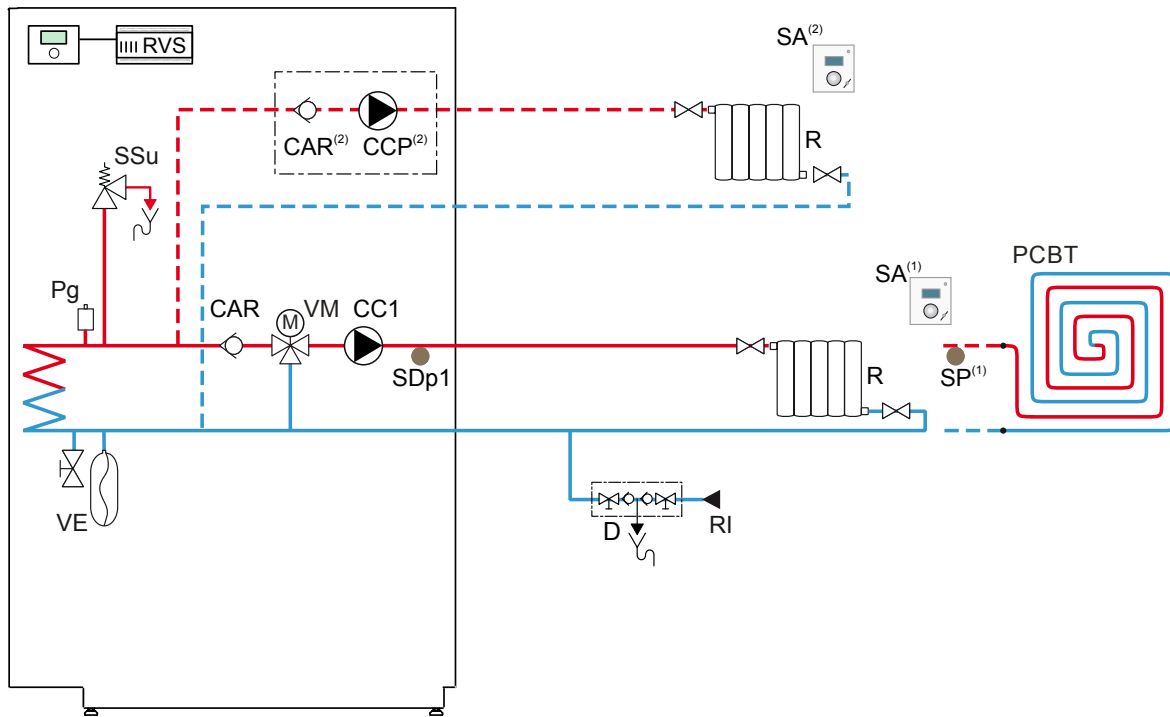 RVS
SA(2)
CAR(2)
CCP(2)
R
SSu
SA(1)
PCBT
Pg
CAR
VM
CC1
M
SDp1
R
SP(1)
VE
D
RI